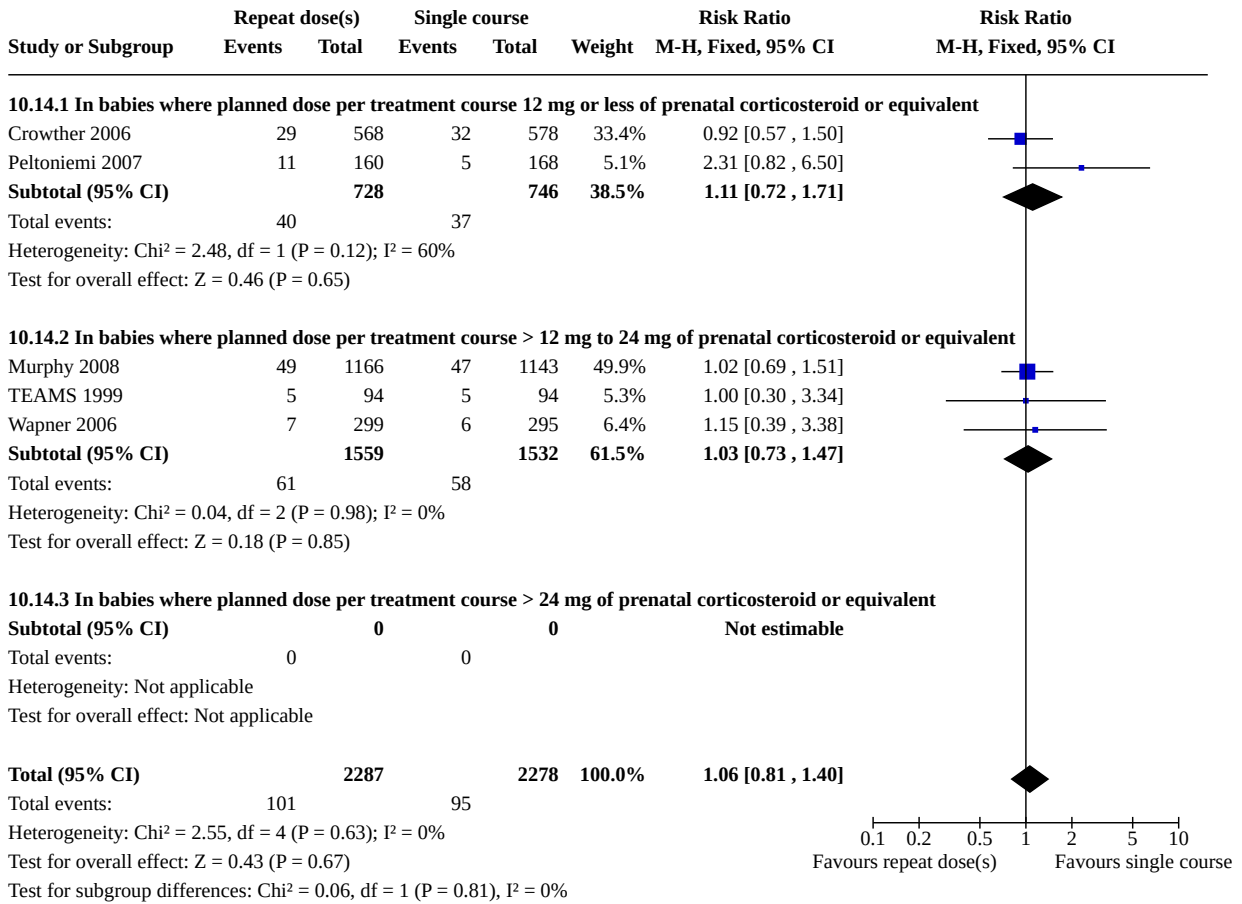 Repeat dose(s) Single course Risk Ratio Risk Ratio
Study or Subgroup Events Total Events Total Weight M-H, Fixed, 95% CI M-H, Fixed, 95% CI
10.14.1 In babies where planned dose per treatment course 12 mg or less of prenatal corticosteroid or equivalent
Crowther 2006 29 568 32 578 33.4% 0.92 [0.57 , 1.50]
Peltoniemi 2007 11 160 5 168 5.1% 2.31 [0.82 , 6.50]
Subtotal (95% CI) 728 746 38.5% 1.11 [0.72 , 1.71]
Total events: 40 37
Heterogeneity: Chi² = 2.48, df = 1 (P = 0.12); I² = 60%
Test for overall effect: Z = 0.46 (P = 0.65)
10.14.2 In babies where planned dose per treatment course > 12 mg to 24 mg of prenatal corticosteroid or equivalent
Murphy 2008 49 1166 47 1143 49.9% 1.02 [0.69 , 1.51]
TEAMS 1999 5 94 5 94 5.3% 1.00 [0.30 , 3.34]
Wapner 2006 7 299 6 295 6.4% 1.15 [0.39 , 3.38]
Subtotal (95% CI) 1559 1532 61.5% 1.03 [0.73 , 1.47]
Total events: 61 58
Heterogeneity: Chi² = 0.04, df = 2 (P = 0.98); I² = 0%
Test for overall effect: Z = 0.18 (P = 0.85)
10.14.3 In babies where planned dose per treatment course > 24 mg of prenatal corticosteroid or equivalent
Subtotal (95% CI) 0 0 Not estimable
Total events: 0 0
Heterogeneity: Not applicable
Test for overall effect: Not applicable
Total (95% CI) 2287 2278 100.0% 1.06 [0.81 , 1.40]
Total events: 101 95
Heterogeneity: Chi² = 2.55, df = 4 (P = 0.63); I² = 0%
Test for overall effect: Z = 0.43 (P = 0.67)
Test for subgroup differences: Chi² = 0.06, df = 1 (P = 0.81), I² = 0%
0.1 0.2 0.5 1 2 5 10
Favours repeat dose(s) Favours single course